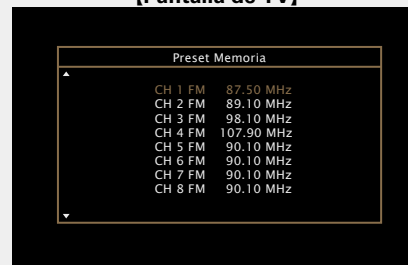 【Pantalla de TV】
Preset Memoria
CH 1 FM 87.50 MHz
CH 2 FM 89.10 MHz
CH 3 FM 98.10 MHz
CH 4 FM 107.90 MHz
CH 5 FM 90.10 MHz
CH 6 FM 90.10 MHz
CH 7 FM 90.10 MHz
CH 8 FM 90.10 MHz